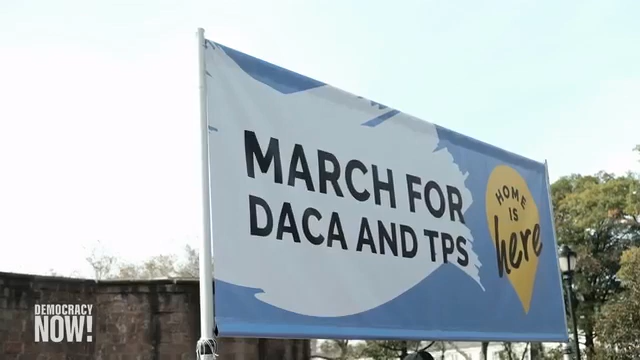 MARCH FOR
DACA AND TPS
HOME
IS
here
DEMOCRACY
NOW!